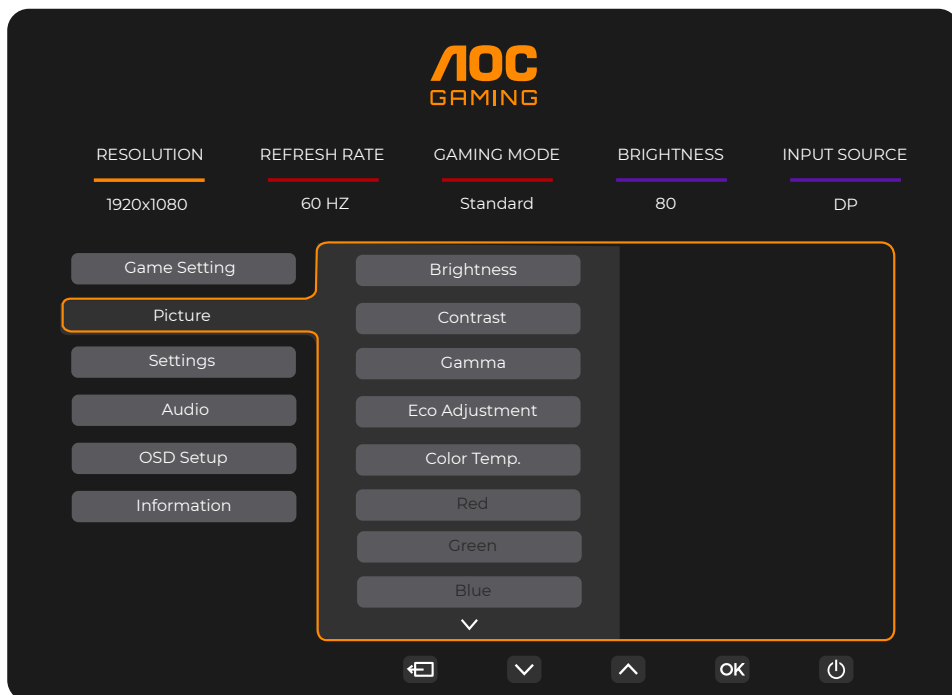 AOC
GAMING
RESOLUTION REFRESH RATE GAMING MODE BRIGHTNESS INPUT SOURCE
1920x1080 60 HZ Standard 80 DP
Game Setting
Picture
Settings
Audio
OSD Setup
Information
Brightness
Contrast
Gamma
Eco Adjustment
Color Temp.
Red
Green
Blue
OK